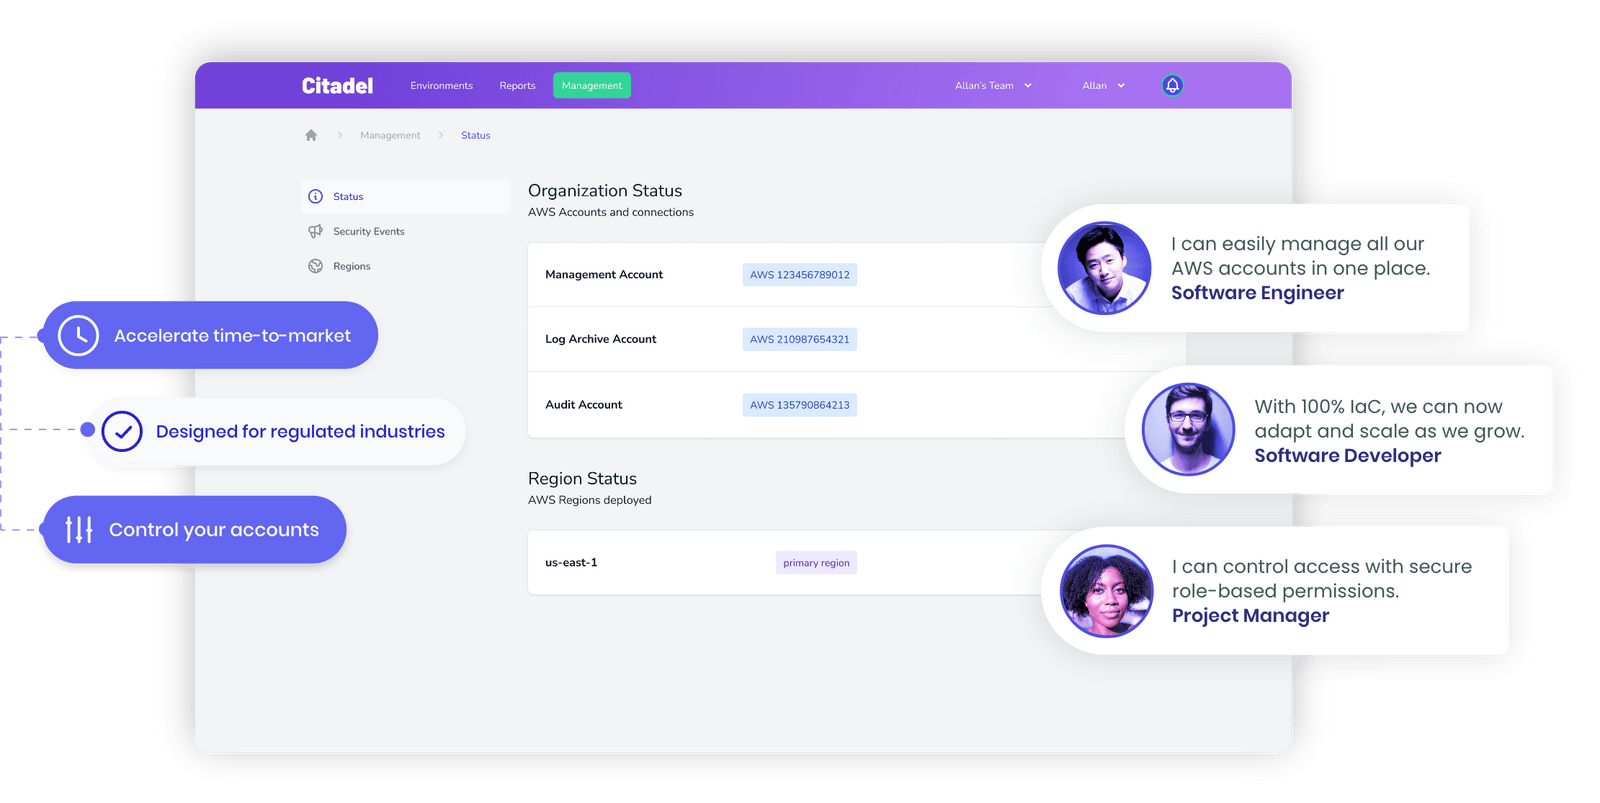 Citadel
Environments
Reports
Management
Allan's Team
Allan
Management
Status
Status
Security Events
Regions
Organization Status
AWS Accounts and connections
Management Account
AWS 123456789012
Log Archive Account
AWS 210987654321
Audit Account
AWS 135790864213
Region Status
AWS Regions deployed
us-east-1
primary region
Accelerate time-to-market
Designed for regulated industries
Control your accounts
I can easily manage all our
AWS accounts in one place.
Software Engineer
With 100% IaC, we can now
adapt and scale as we grow.
Software Developer
I can control access with secure
role-based permissions.
Project Manager